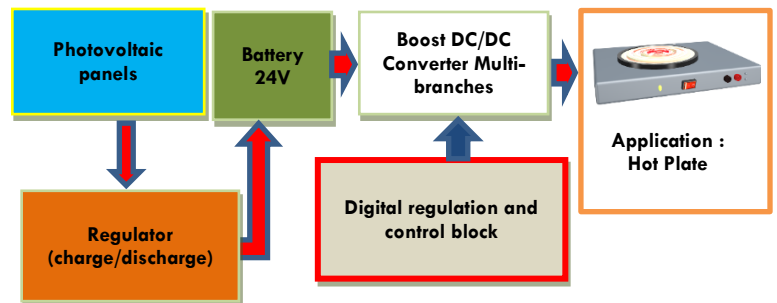 Photovoltaic
panels
Battery
24V
Boost DC/DC
Converter Multi-
branches
Application :
Hot Plate
Regulator
(charge/discharge)
Digital regulation and
control block